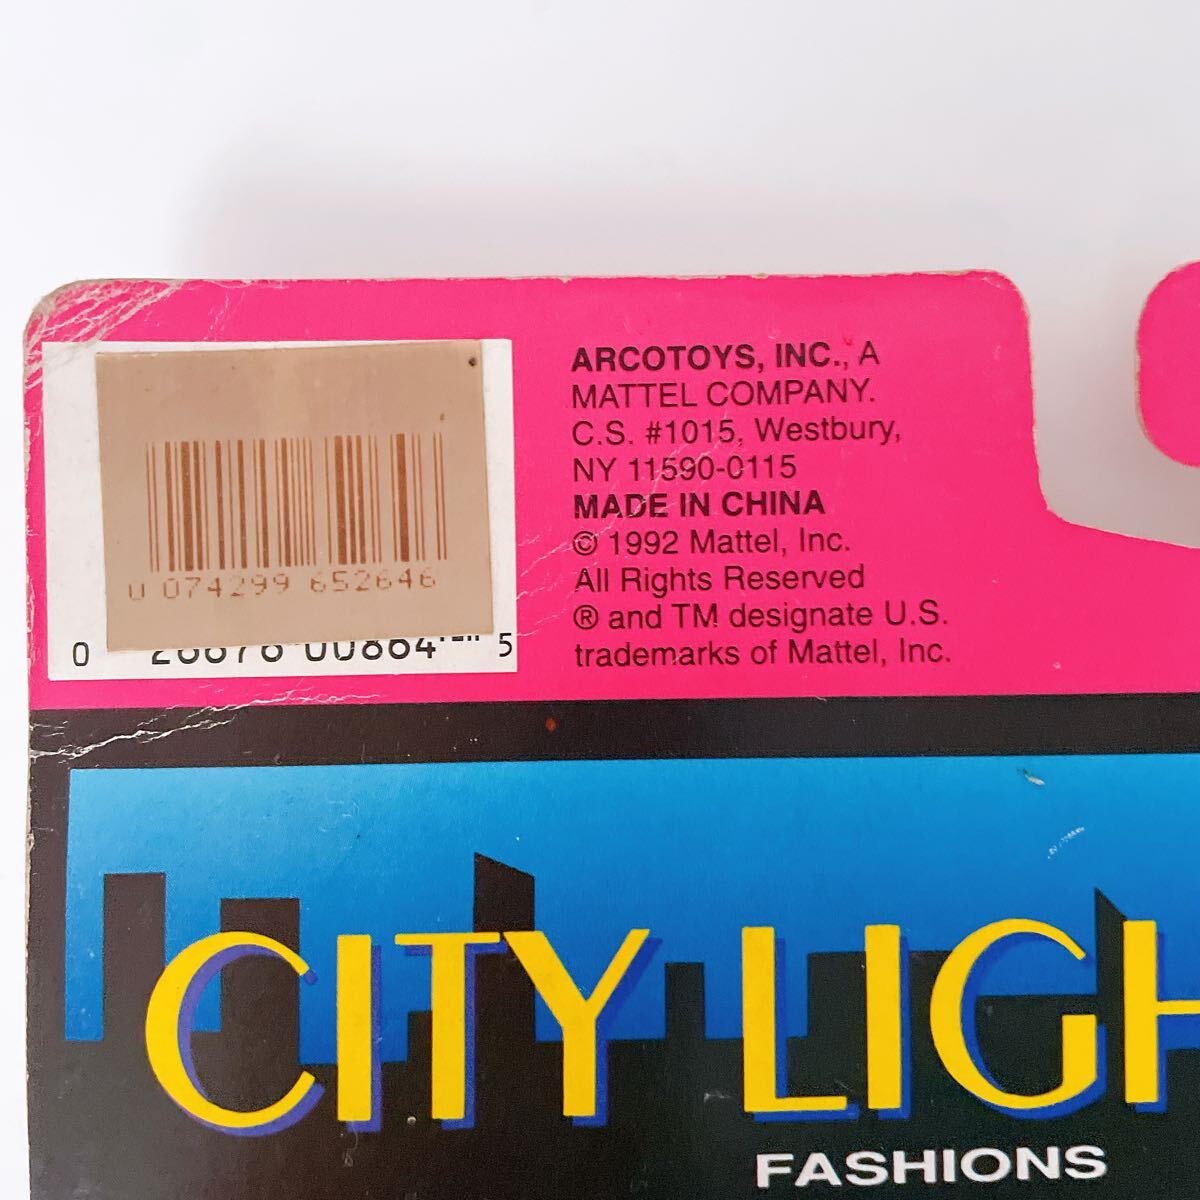 U 074299 652646
0 26676 00864 5
ARCOTOYS, INC., A
MATTEL COMPANY.
C.S. #1015, Westbury,
NY 11590-0115
MADE IN CHINA
© 1992 Mattel, Inc.
All Rights Reserved
® and TM designate U.S.
trademarks of Mattel, Inc.
CITY LIGH
FASHIONS